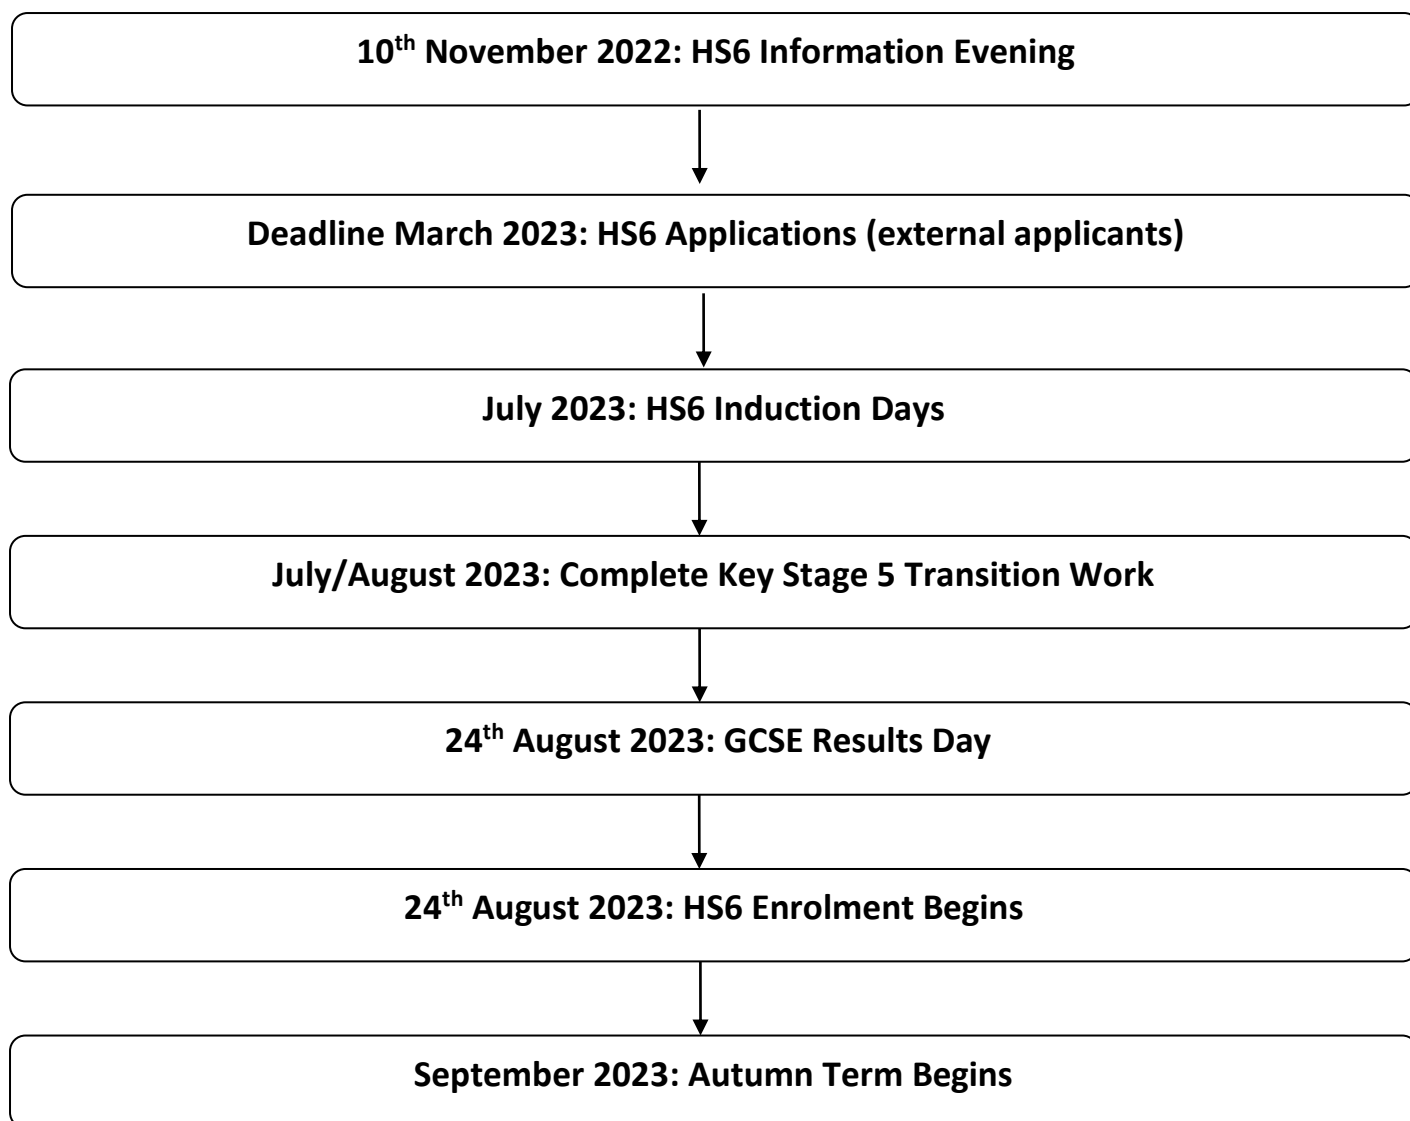 10th November 2022: HS6 Information Evening
Deadline March 2023: HS6 Applications (external applicants)
July 2023: HS6 Induction Days
July/August 2023: Complete Key Stage 5 Transition Work
24th August 2023: GCSE Results Day
24th August 2023: HS6 Enrolment Begins
September 2023: Autumn Term Begins